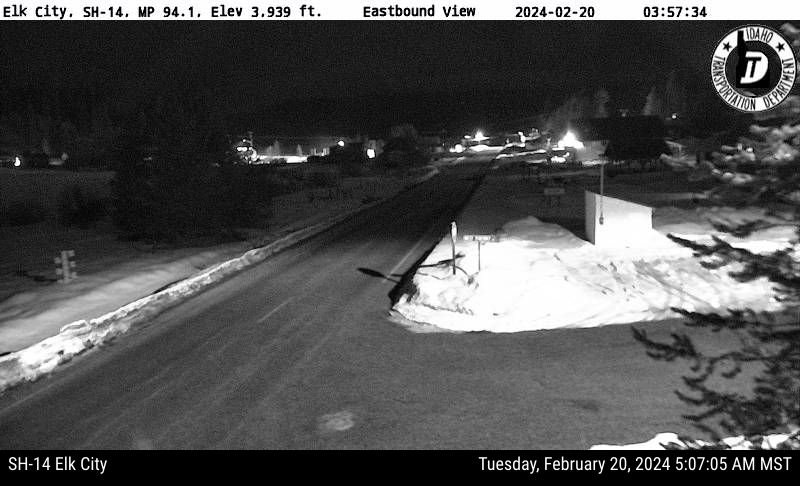 Elk City, SH-14, MP 94.1, Elev 3,939 ft. Eastbound View 2024-02-20 03:57:34
IDAHO
TRANSPORTATION DEPARTMENT
SH-14 Elk City Tuesday, February 20, 2024 5:07:05 AM MST